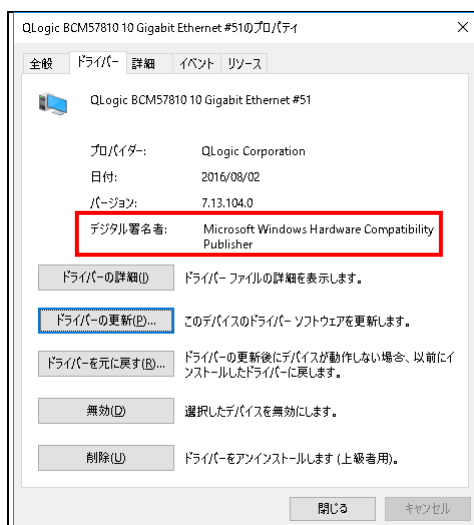 QLogic BCM57810 10 Gigabit Ethernet #51のプロパティ
全般 ドライバー 詳細 イベント リソース
QLogic BCM57810 10 Gigabit Ethernet #51
プロバイダー: QLogic Corporation
日付: 2016/08/02
バージョン: 7.13.104.0
デジタル署名者: Microsoft Windows Hardware Compatibility
Publisher
ドライバーの詳細(I) ドライバー ファイルの詳細を表示します。
ドライバーの更新(P)... このデバイスのドライバー ソフトウェアを更新します。
ドライバーを元に戻す(R)... ドライバーの更新後にデバイスが動作しない場合、以前にイ
ンストールしたドライバーに戻します。
無効(D) 選択したデバイスを無効にします。
削除(U) ドライバーをアンインストールします (上級者用)。
閉じる キャンセル